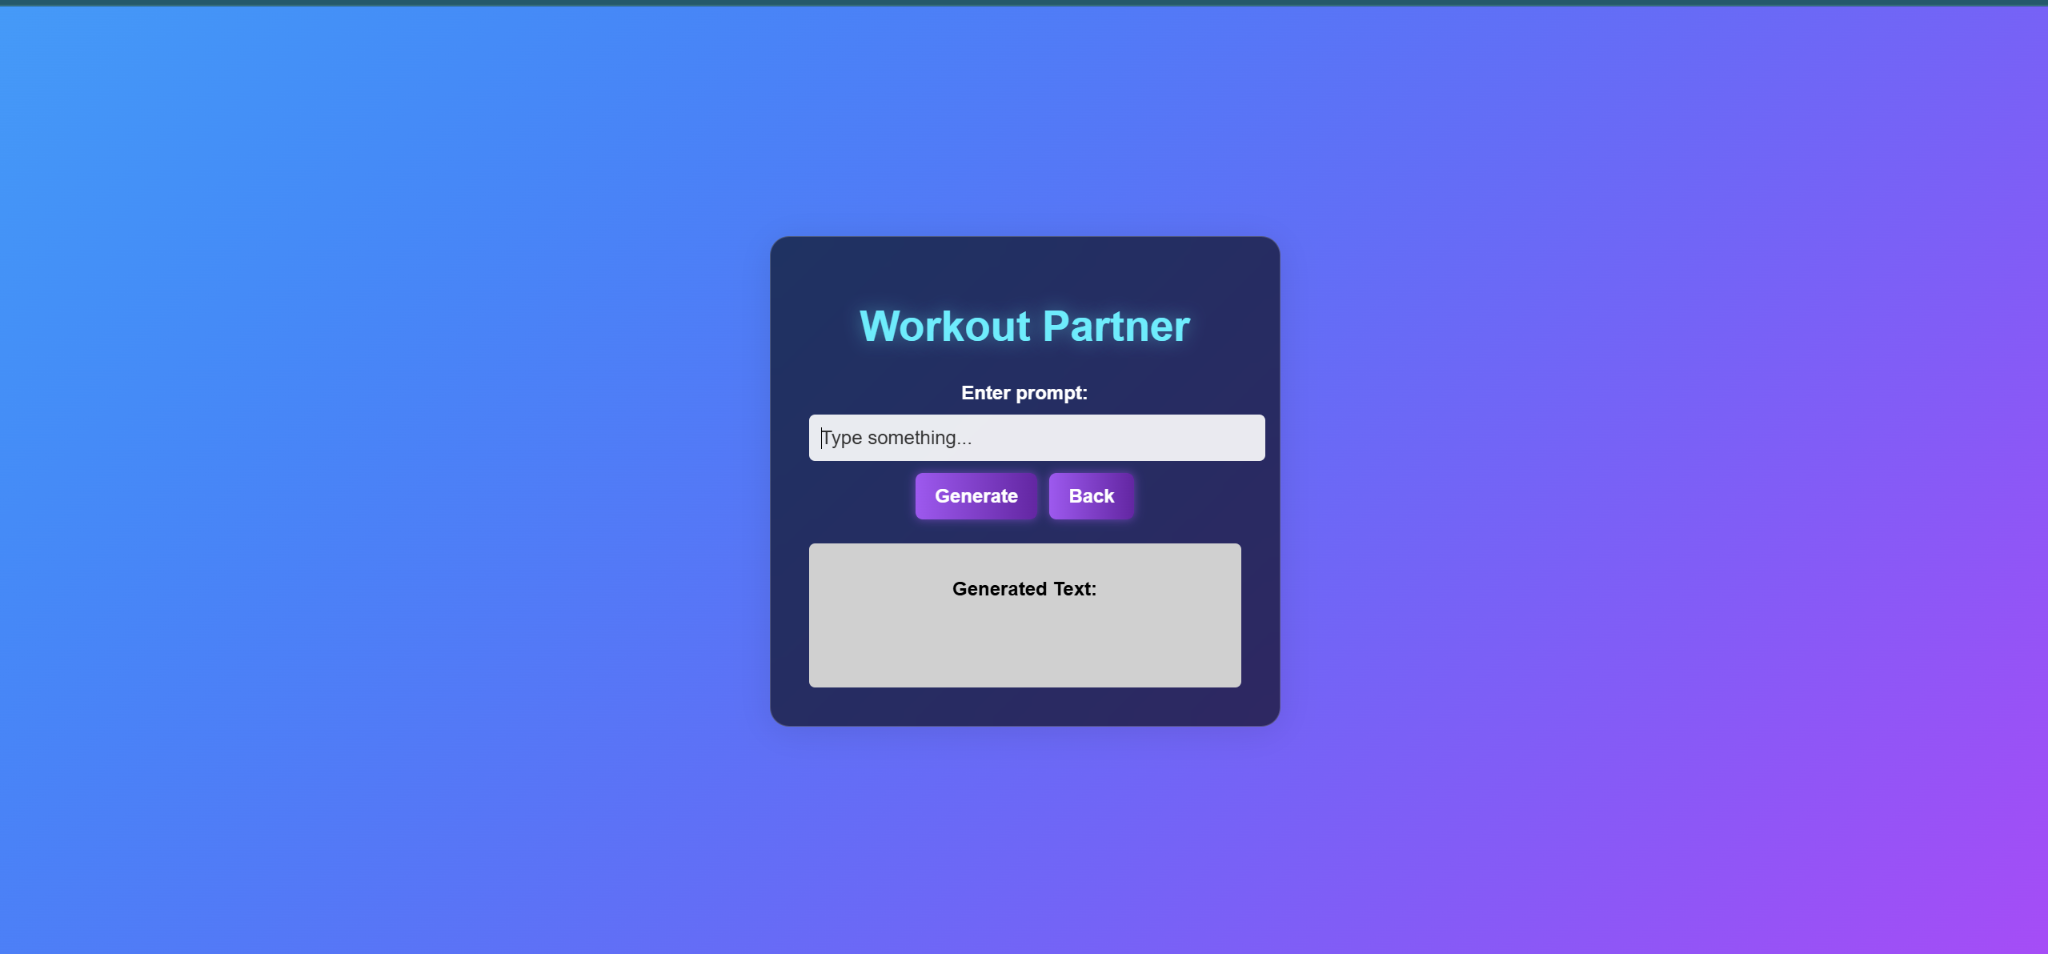 Workout Partner
Enter prompt:
Type something...
Generate Back
Generated Text: